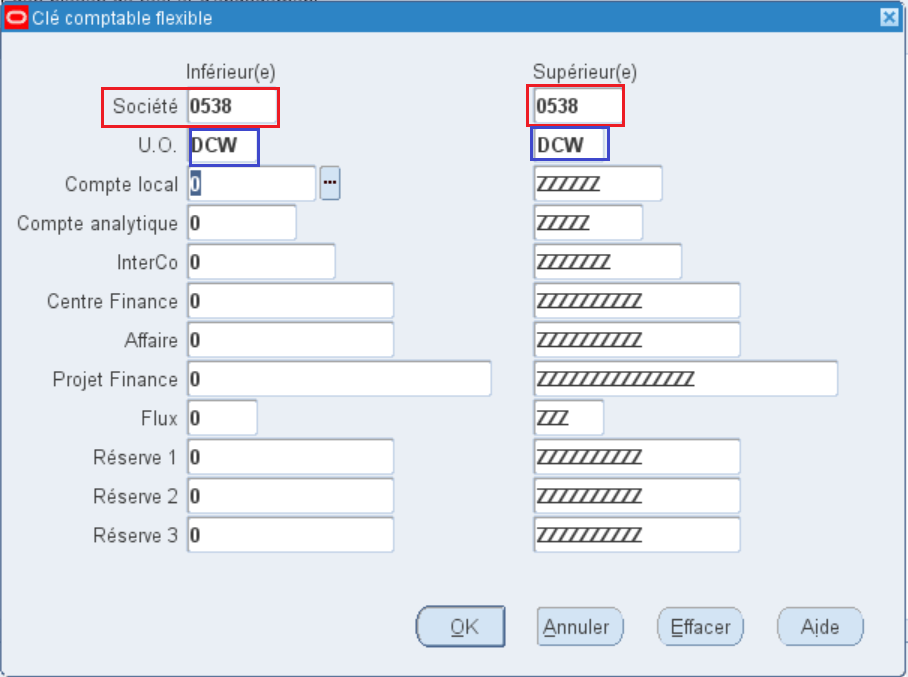 Clé comptable flexible
Inférieur(e) Supérieur(e)
Société 0538 0538
U.O. DCW DCW
Compte local 0 ... ZZZZZZ
Compte analytique 0 ZZZZZ
InterCo 0 ZZZZZZZ
Centre Finance 0 ZZZZZZZZZZ
Affaire 0 ZZZZZZZZZZ
Projet Finance 0 ZZZZZZZZZZZZZZZ
Flux 0 ZZZ
Réserve 1 0 ZZZZZZZZZZ
Réserve 2 0 ZZZZZZZZZZ
Réserve 3 0 ZZZZZZZZZZ
OK Annuler Effacer Aide